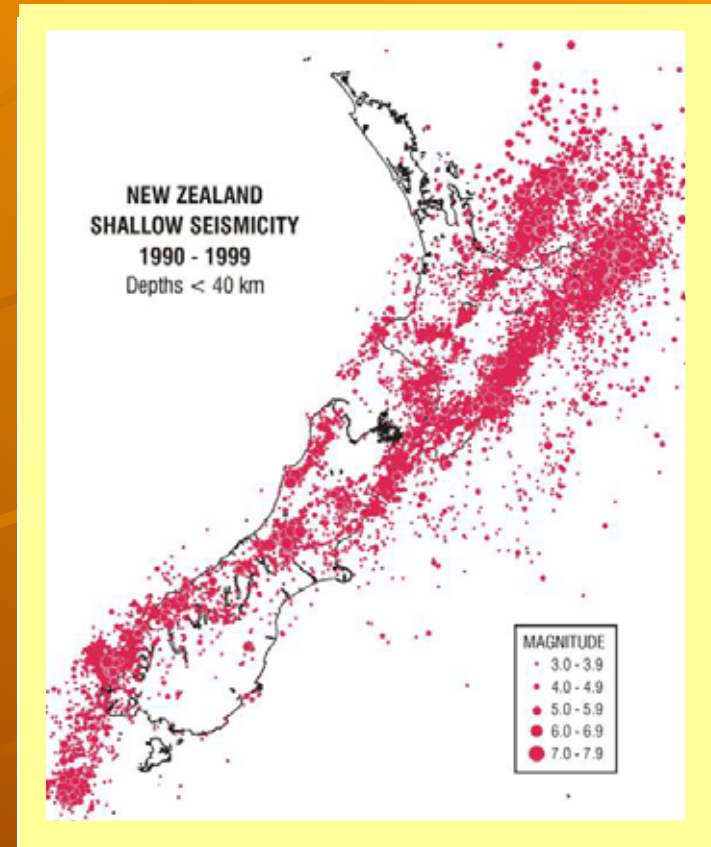 NEW ZEALAND
SHALLOW SEISMICITY
1990 - 1999
Depths < 40 km
MAGNITUDE
3.0 - 3.9
4.0 - 4.9
5.0 - 5.9
6.0 - 6.9
7.0 - 7.9